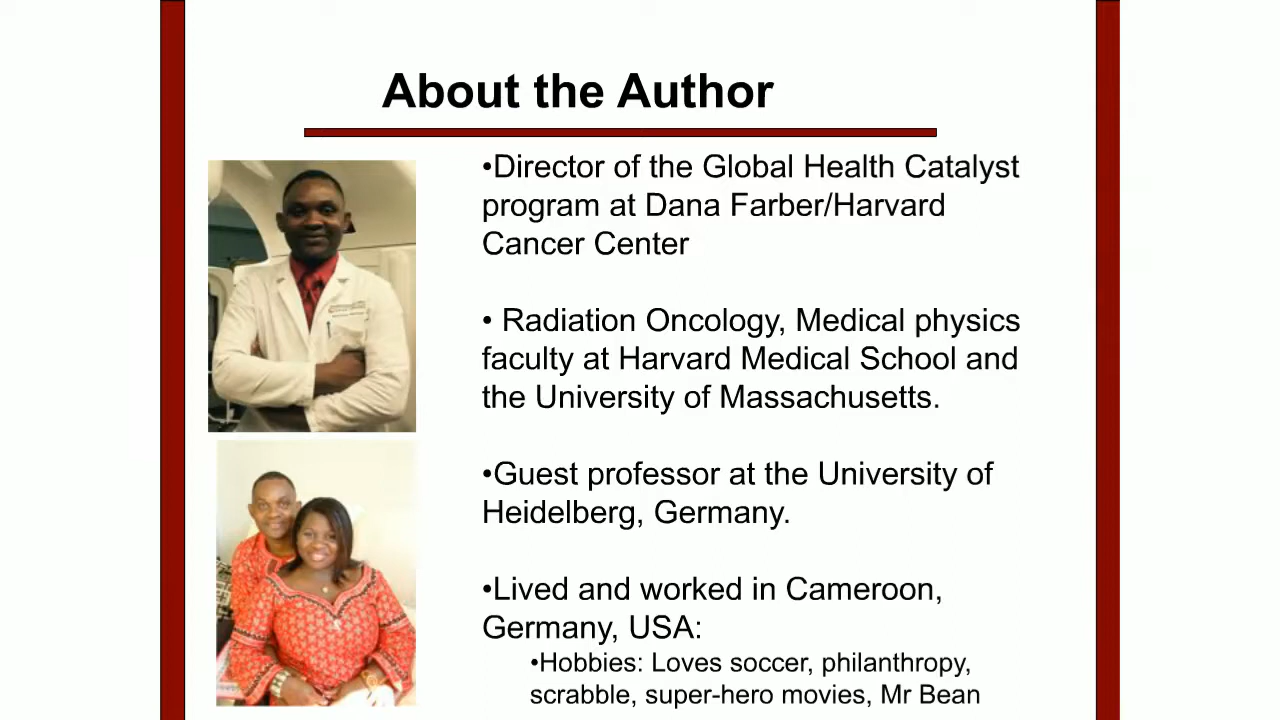 About the Author
•Director of the Global Health Catalyst
program at Dana Farber/Harvard
Cancer Center
• Radiation Oncology, Medical physics
faculty at Harvard Medical School and
the University of Massachusetts.
•Guest professor at the University of
Heidelberg, Germany.
•Lived and worked in Cameroon,
Germany, USA:
•Hobbies: Loves soccer, philanthropy,
scrabble, super-hero movies, Mr Bean